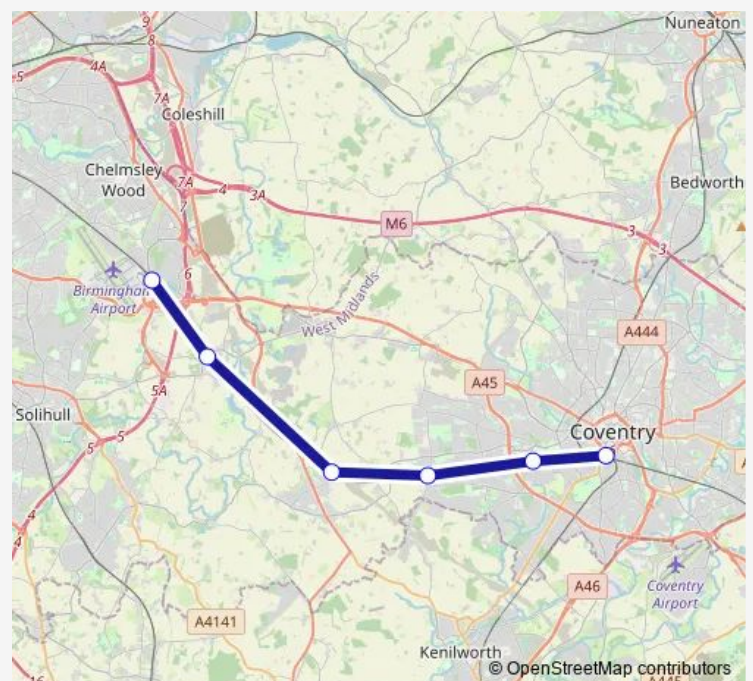 Nuneaton
9
8
5
4A
7A
Coleshill
Chelmsley
Wood
7A
4
3A
7
Bedworth
M6
3
3
6
Birmingham
Airport
West Midlands
A444
A45
5A
Solihull
Coventry
5
5
4
4
A46
Coventry
Airport
A4141
Kenilworth
© OpenStreetMap contributors